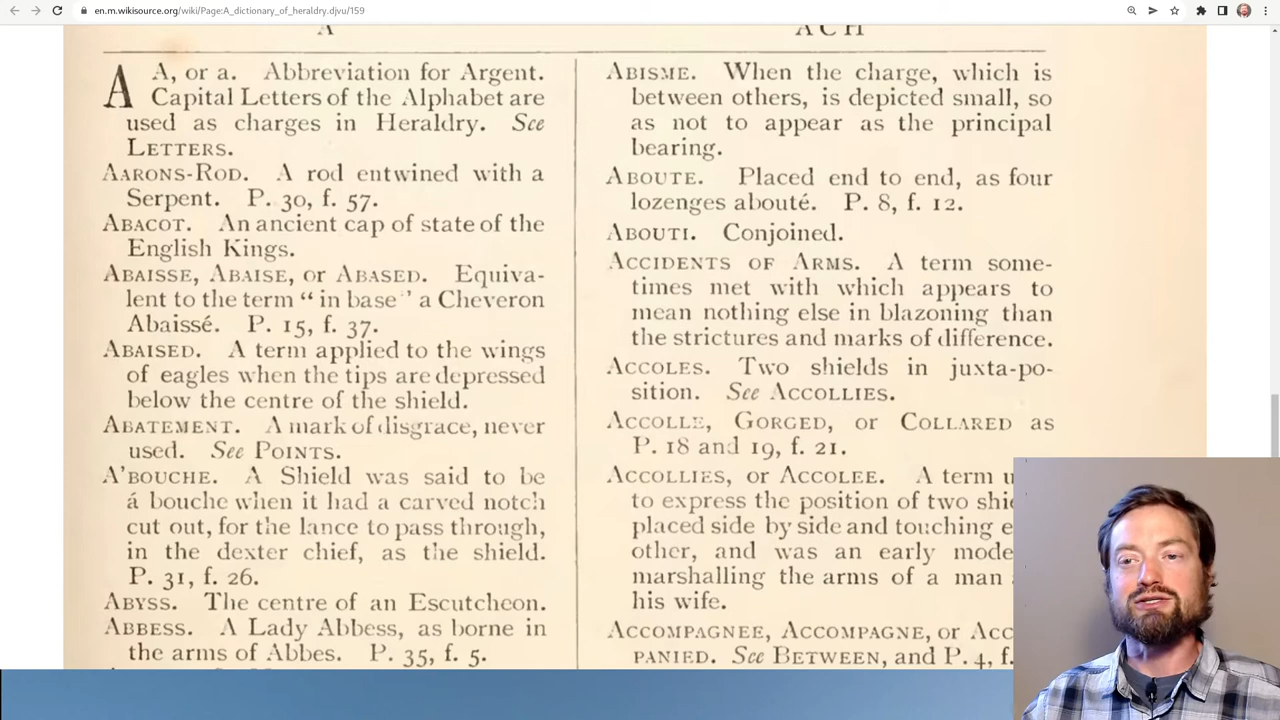 en.m.wikisource.org/wiki/Page:A_dictionary_of_heraldry.djvu/159
A
ACH
A A, or a. Abbreviation for Argent.
Capital Letters of the Alphabet are
used as charges in Heraldry. See
LETTERS.
AARONS-ROD. A rod entwined with a
Serpent. P. 30, f. 57.
ABACOT. An ancient cap of state of the
English Kings.
ABAISSE, ABAISE, or ABASED. Equiva-
lent to the term “ in base ’ a Cheveron
Abaissé. P. 15, f. 37.
ABAISED. A term applied to the wings
of eagles when the tips are depressed
below the centre of the shield.
ABATEMENT. A mark of disgrace, never
used. See POINTS.
A'BOUCHE. A Shield was said to be
á bouche when it had a carved notch
cut out, for the lance to pass through,
in the dexter chief, as the shield.
P. 31, f. 26.
ABYSS. The centre of an Escutcheon.
ABBESS. A Lady Abbess, as borne in
the arms of Abbes. P. 35, f. 5.
ABISME. When the charge, which is
between others, is depicted small, so
as not to appear as the principal
bearing.
ABOUTE. Placed end to end, as four
lozenges abouté. P. 8, f. 12.
ABOUTI. Conjoined.
ACCIDENTS OF ARMS. A term some-
times met with which appears to
mean nothing else in blazoning than
the strictures and marks of difference.
ACCOLES. Two shields in juxta-po-
sition. See ACCOLLIES.
ACCOLLE, GORGED, or COLLARED as
P. 18 and 19, f. 21.
ACCOLLIES, or ACCOLEE. A term u
to express the position of two shie
placed side by side and touching e
other, and was an early mode
marshalling the arms of a man
his wife.
ACCOMPAGNEE, ACCOMPAGNE, or ACC
PANIED. See BETWEEN, and P. 4, f.